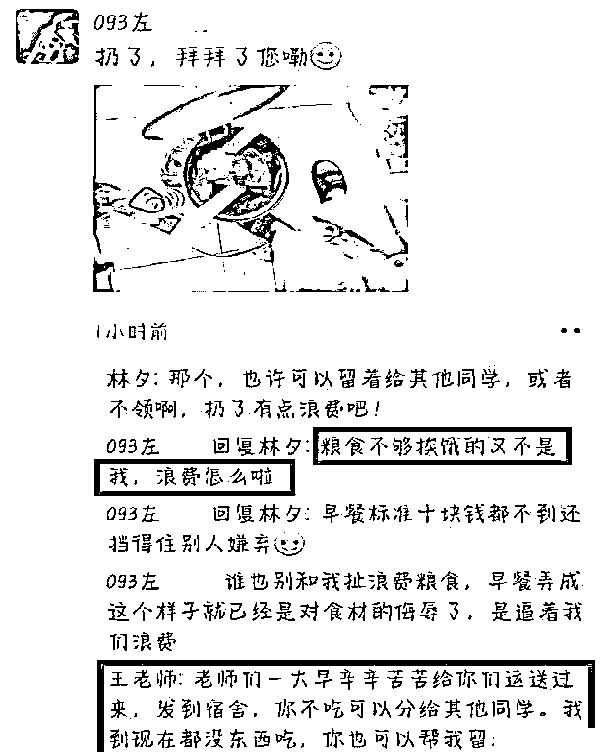 093左
扔了，拜拜了您嘞
1小时前
林夕：那个，也许可以留着给其他同学，或者
不领啊，扔了有点浪费吧！
093左 回复林夕：粮食不够挨饿的又不是
我，浪费怎么啦
093左 回复林夕：早餐标准十块钱都不到还
挡得住别人嫌弃
093左 谁也别和我扯浪费粮食，早餐弄成
这个样子就已经是对食材的侮辱了，是逼着我
们浪费
王老师：老师们一大早辛辛苦苦给你们运送过
来，发到宿舍，你不吃可以分给其他同学。我
到现在都没东西吃，你也可以帮我留：